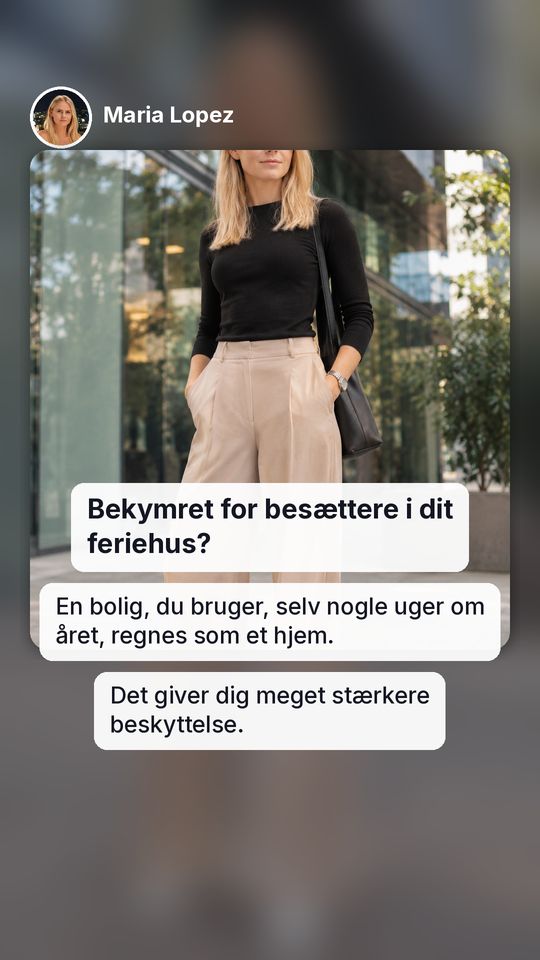 Maria Lopez
Bekymret for besættere i dit
feriehus?
En bolig, du bruger, selv nogle uger om
året, regnes som et hjem.
Det giver dig meget stærkere
beskyttelse.